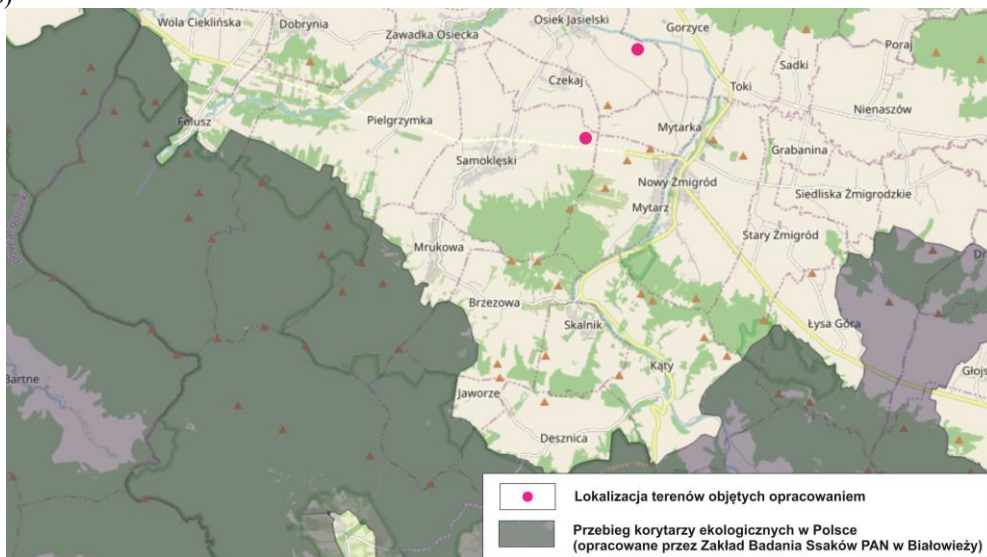 Wola Cieklińska
Dobrynia
Zawadka Osiecka
Osiek Jasielski
Gorzyce
Poraj
Sadki
Czekaj
Toki
Nienaszów
Folusz
Pielgrzymka
Mytarka
Samoklęski
Grabanina
Nowy Żmigród
Siedliska Żmigrodzkie
Mytarz
Mrukowa
Stary Żmigród
Brzezowa
Skalnik
Łysa Góra
Bartne
Kąty
Głojs
Jaworze
Desznica
Lokalizacja terenów objętych opracowaniem
Przebieg korytarzy ekologicznych w Polsce
(opracowane przez Zakład Badania Ssaków PAN w Białowieży)